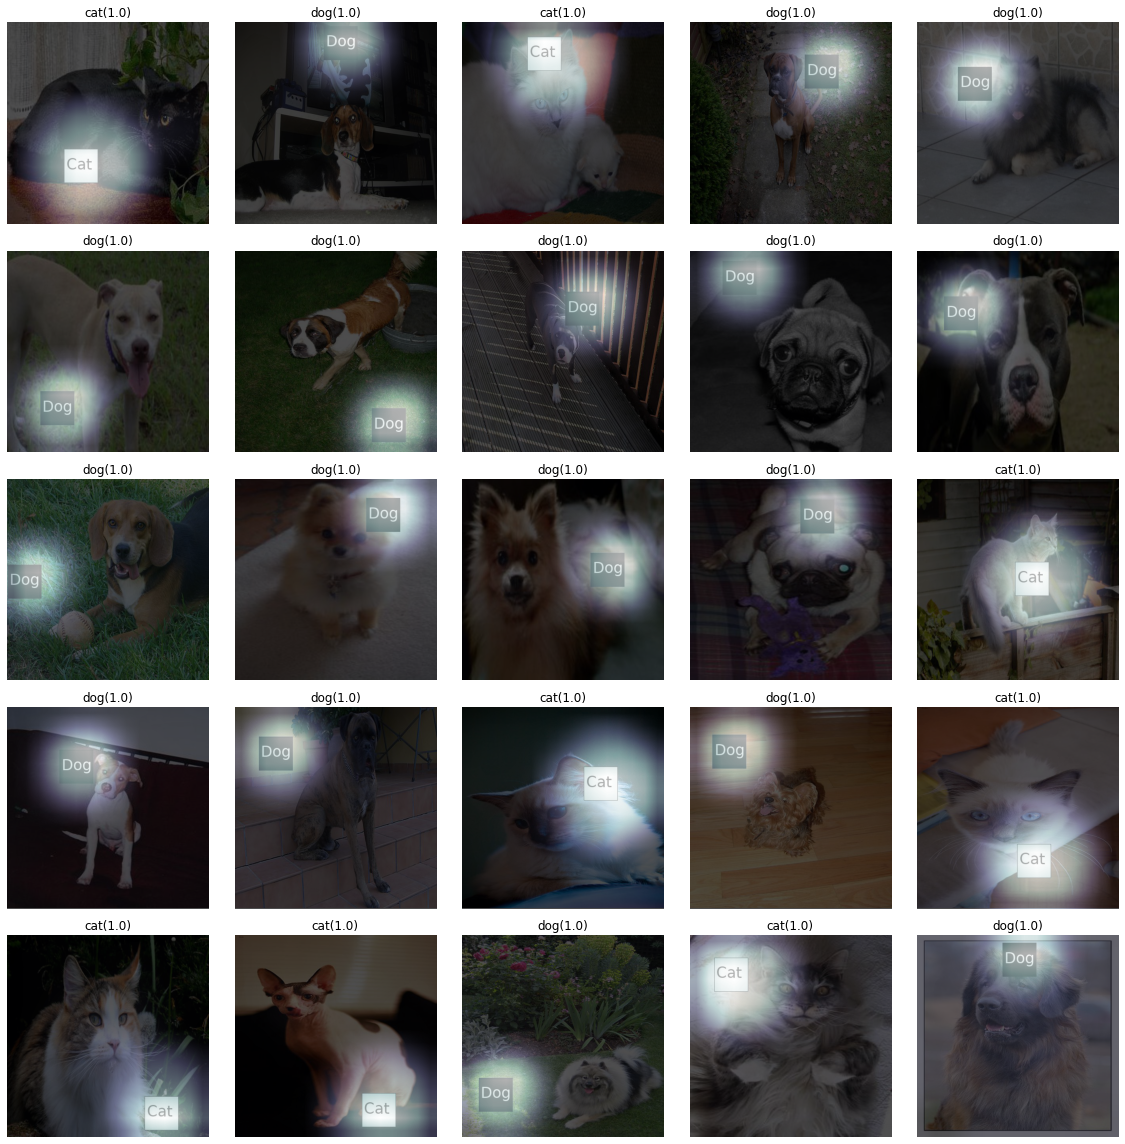 cat(1.0) dog(1.0) cat(1.0) dog(1.0) dog(1.0)
Cat Dog Cat Dog Dog
dog(1.0) dog(1.0) dog(1.0) dog(1.0) dog(1.0)
Dog Dog Dog Dog Dog
dog(1.0) dog(1.0) dog(1.0) dog(1.0) cat(1.0)
Dog Dog Dog Dog Cat
dog(1.0) dog(1.0) cat(1.0) dog(1.0) cat(1.0)
Dog Dog Cat Dog Cat
cat(1.0) cat(1.0) dog(1.0) cat(1.0) dog(1.0)
Cat Cat Dog Cat Dog